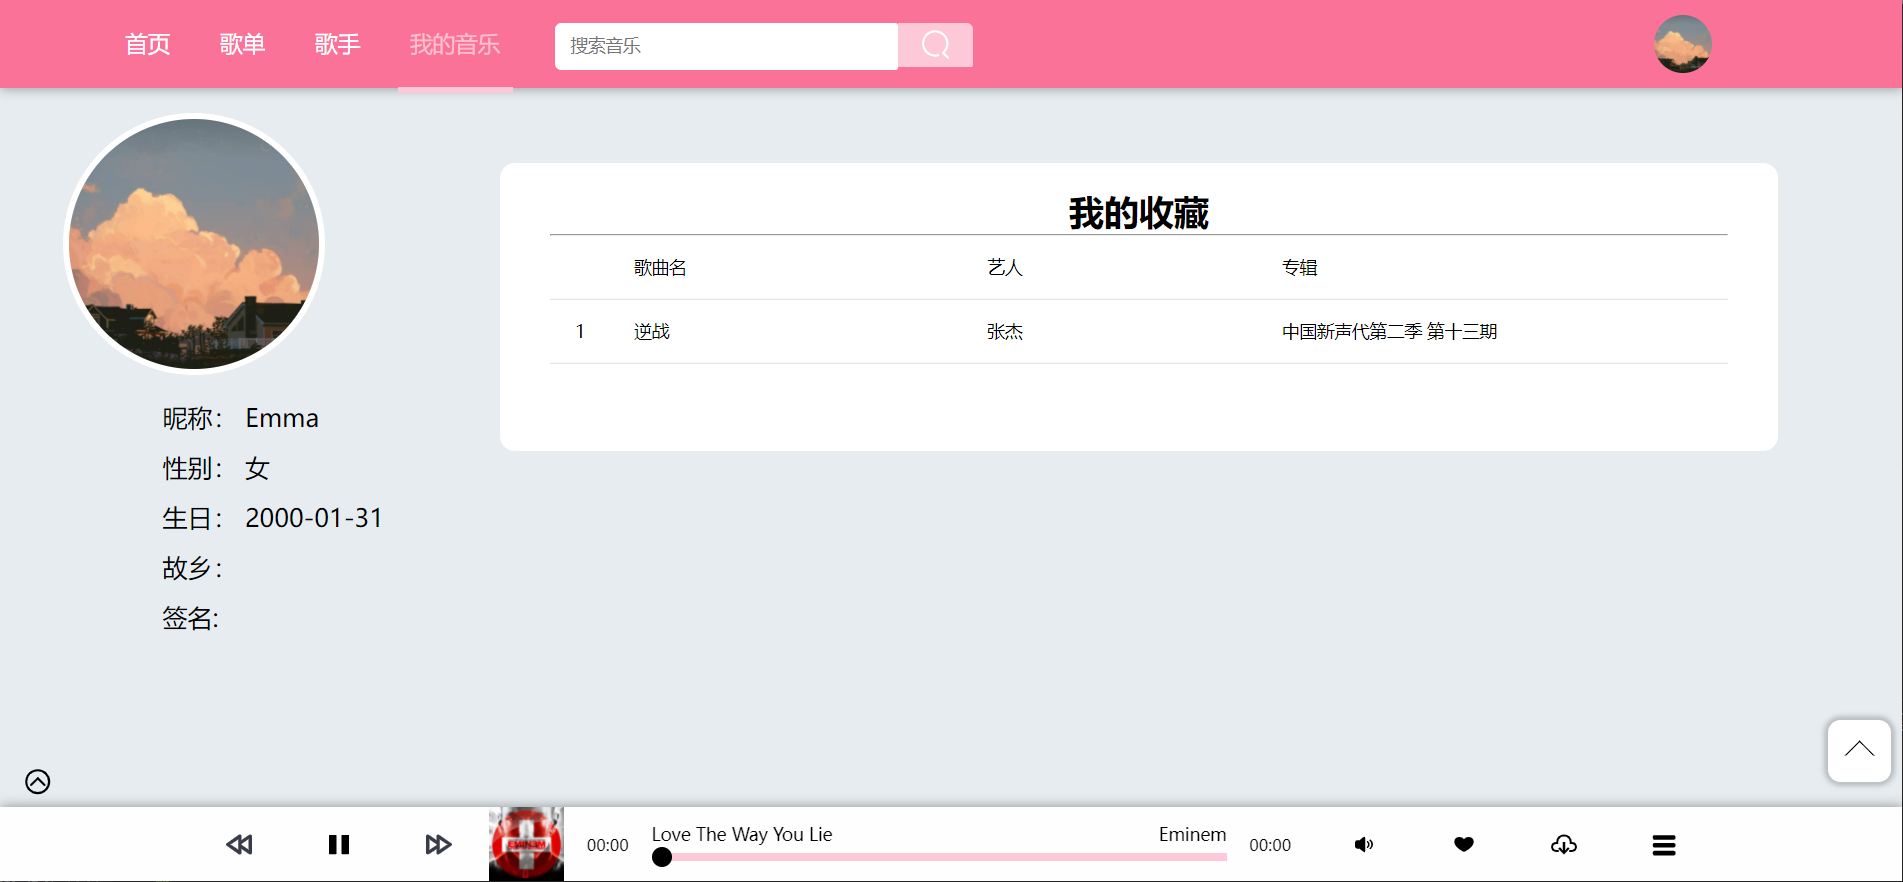 首页 歌单 歌手 我的音乐 搜索音乐
我的收藏
歌曲名 艺人 专辑
1 逆战 张杰 中国新声代第二季 第十三期
昵称： Emma
性别： 女
生日： 2000-01-31
故乡：
签名:
00:00 Love The Way You Lie Eminem 00:00
EMINEM